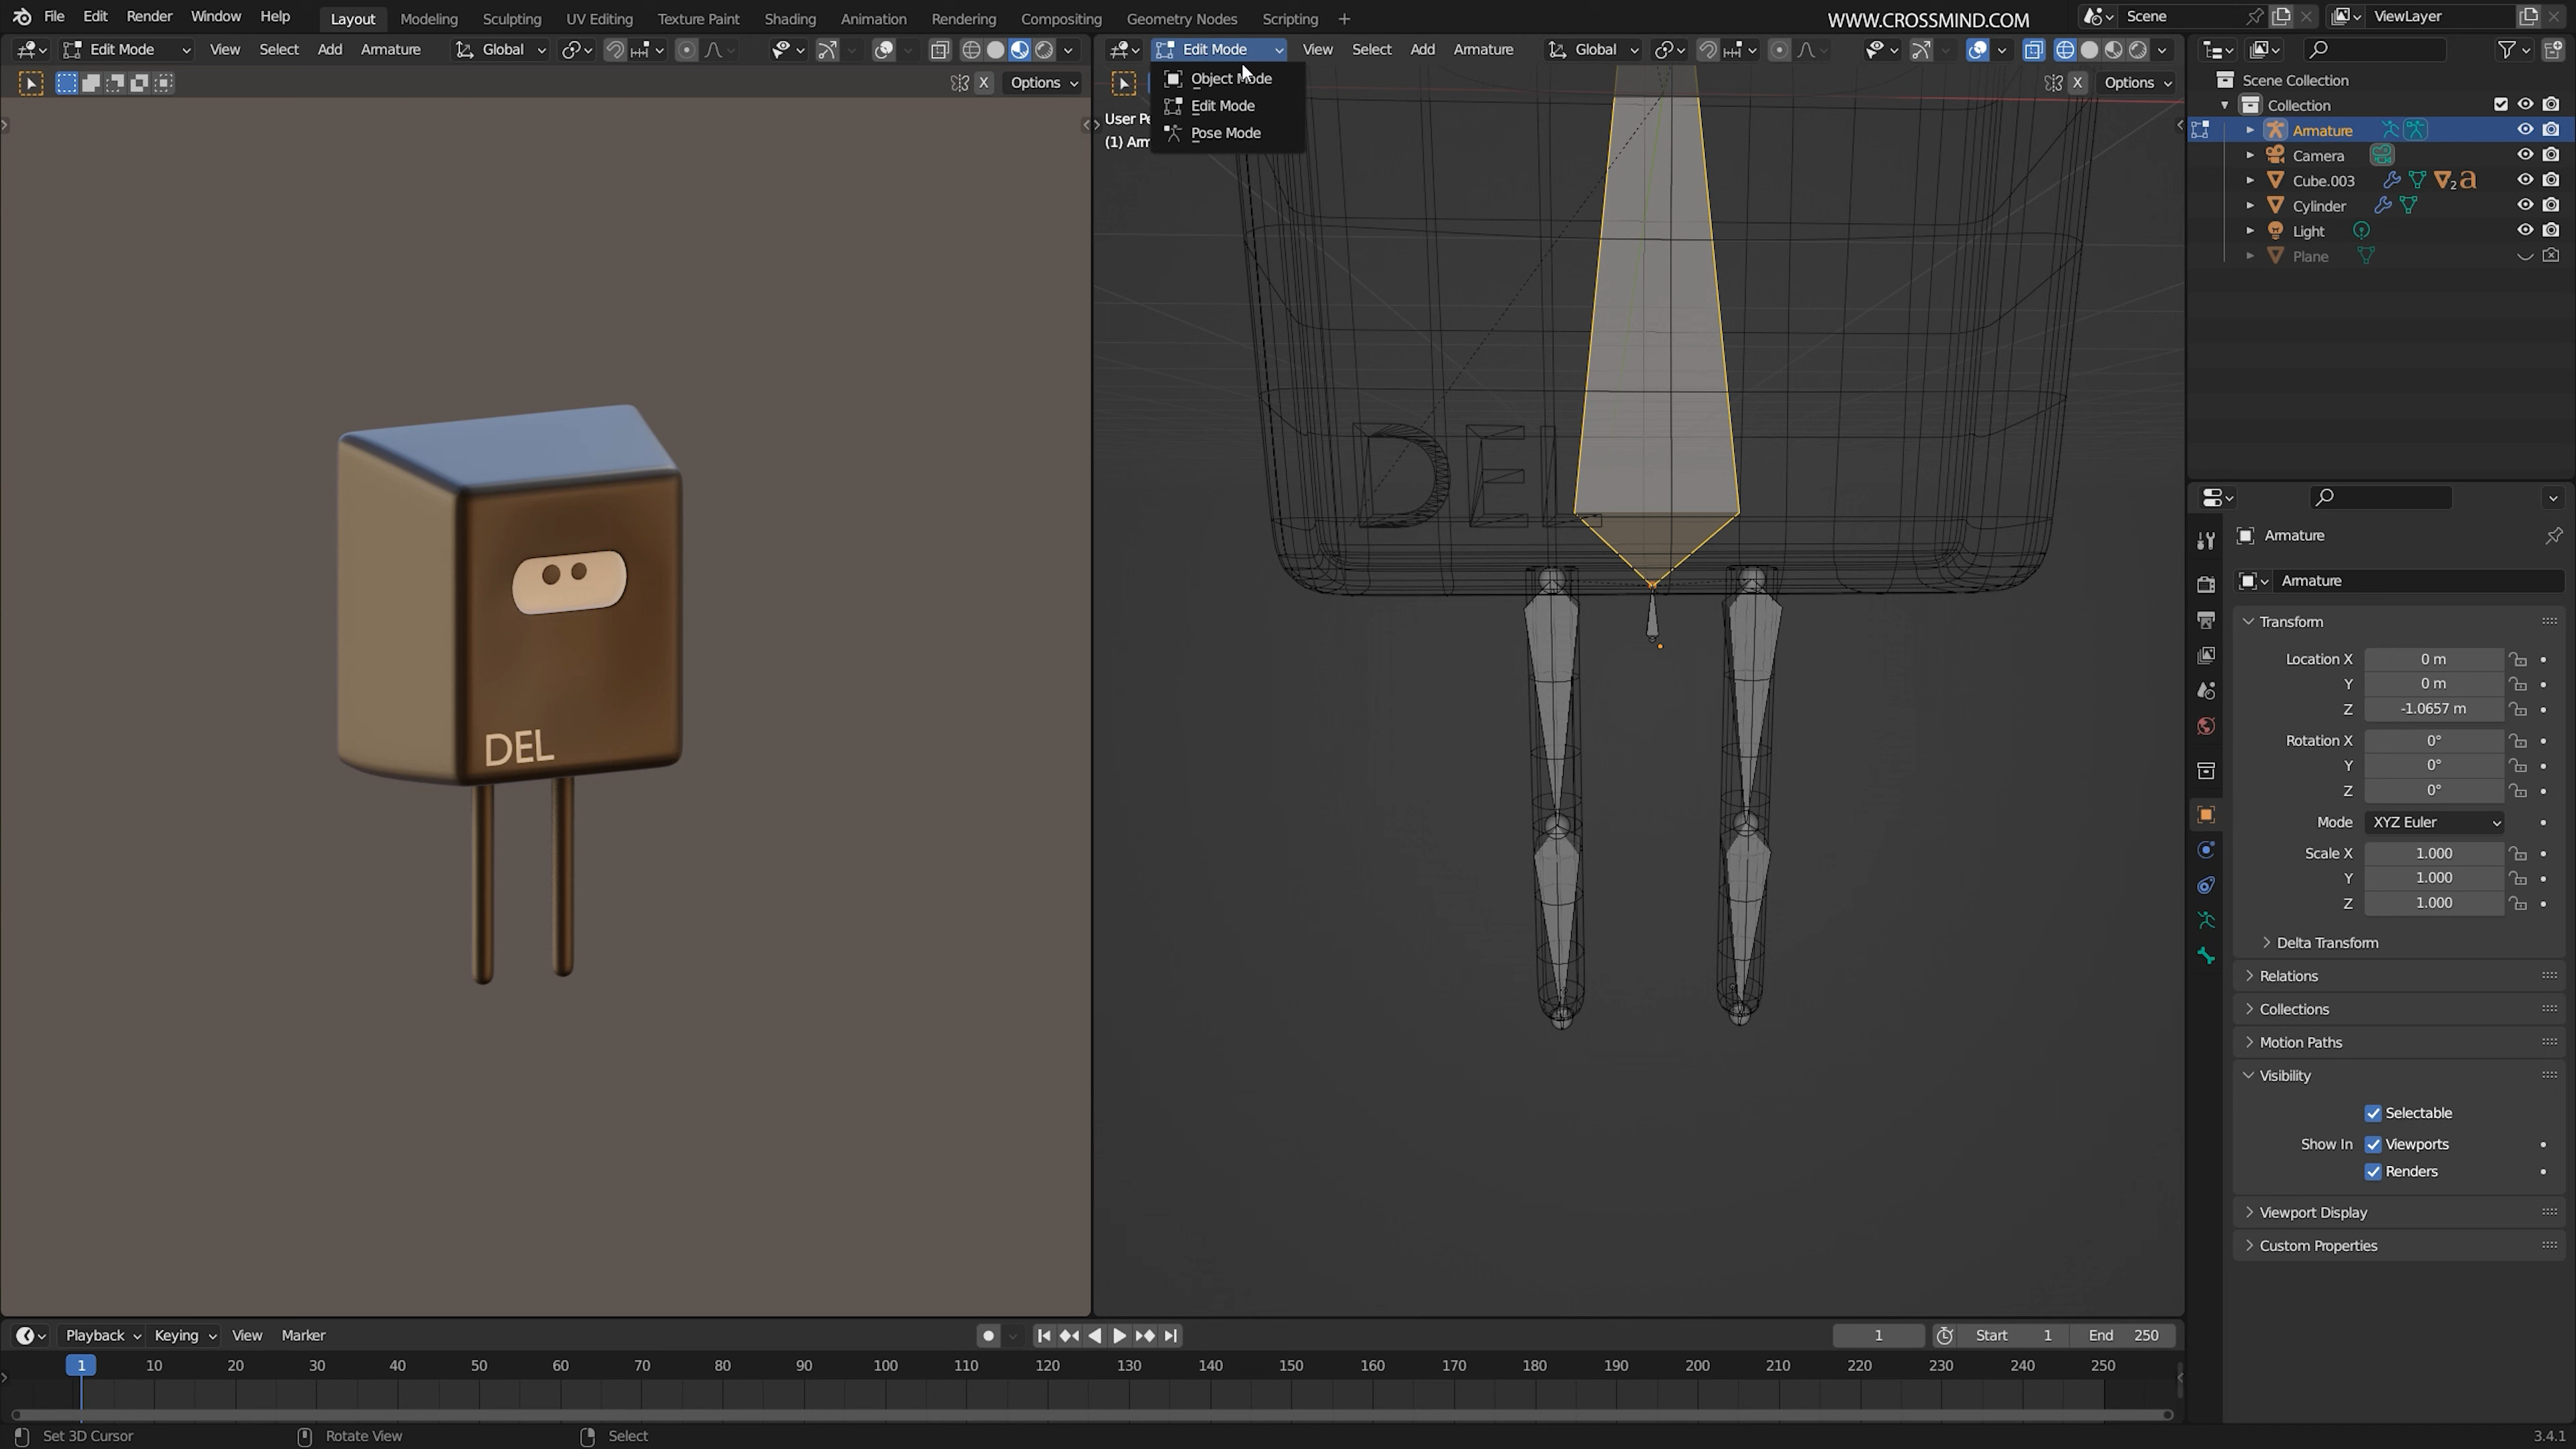 File Edit Render Window Help Layout Modeling Sculpting UV Editing Texture Paint Shading Animation Rendering Compositing Geometry Nodes Scripting + WWW.CROSSMIND.COM Scene ViewLayer
Edit Mode View Select Add Armature Global
Edit Mode View Select Add Armature Global
X Options
X Options
Object Mode
Edit Mode
Pose Mode
User Pe
(1) Arm
DEL
DEL
Scene Collection
Collection
Armature
Camera
Cube.003 2 a
Cylinder
Light
Plane
Armature
Armature
Transform
Location X 0 m
Y 0 m
Z -1.0657 m
Rotation X 0°
Y 0°
Z 0°
Mode XYZ Euler
Scale X 1.000
Y 1.000
Z 1.000
Delta Transform
Relations
Collections
Motion Paths
Visibility
Selectable
Show In Viewports
Renders
Viewport Display
Custom Properties
Playback Keying View Marker 1 Start 1 End 250
1 10 20 30 40 50 60 70 80 90 100 110 120 130 140 150 160 170 180 190 200 210 220 230 240 250
Set 3D Cursor Rotate View Select 3.4.1